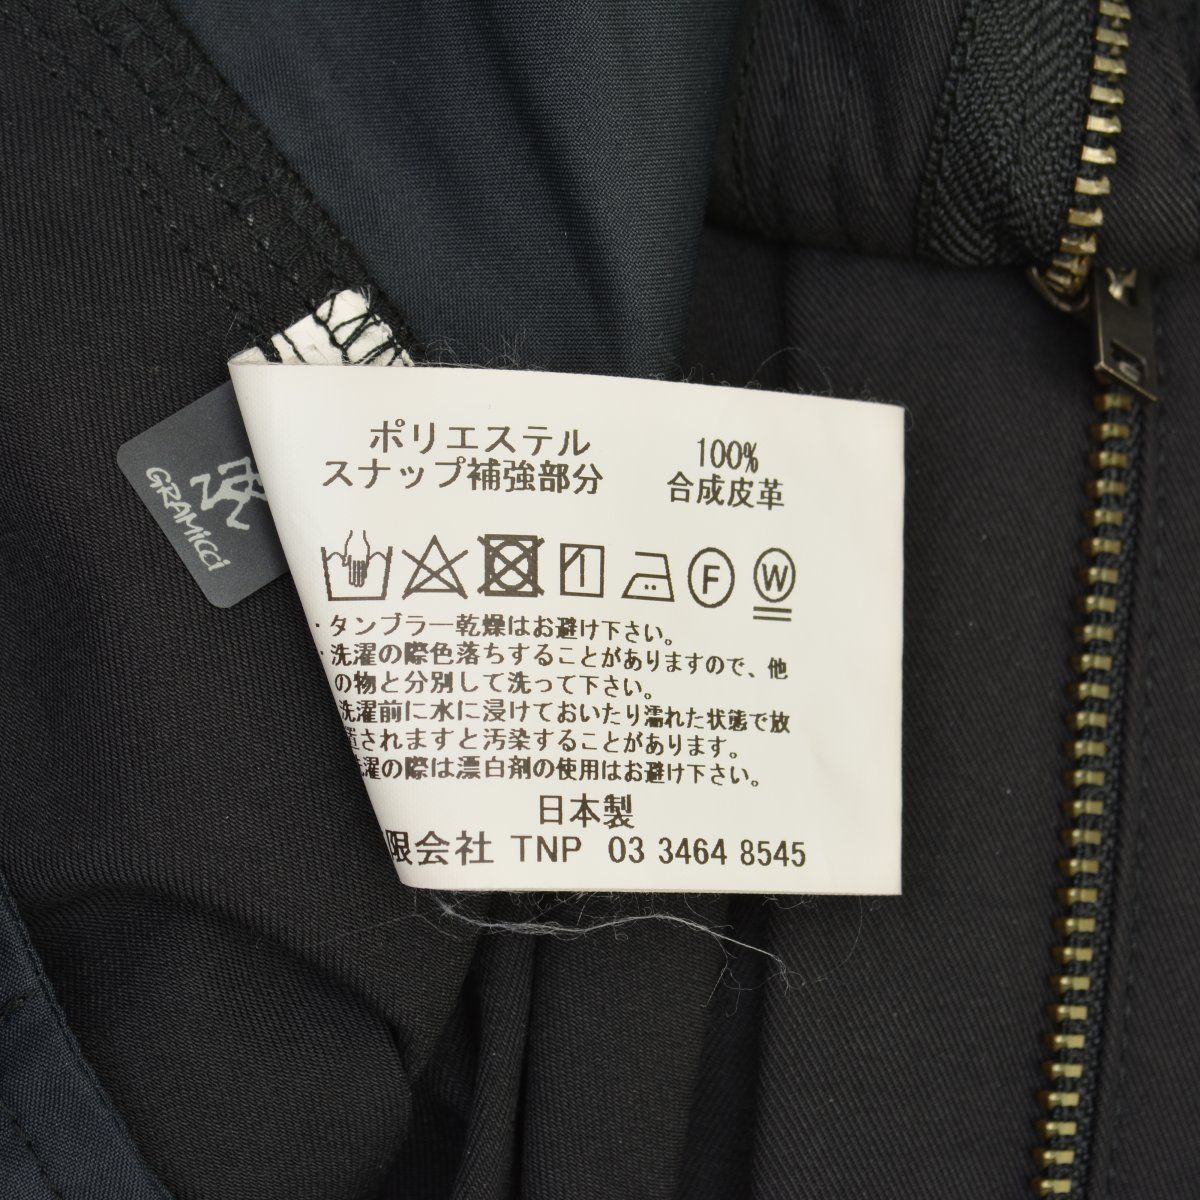 ポリエステル 100%
スナップ補強部分 合成皮革
F W
・タンブラー乾燥はお避け下さい。
・洗濯の際色落ちすることがありますので、他
の物と分別して洗って下さい。
洗濯前に水に浸けておいたり濡れた状態で放
置されますと汚染することがあります。
洗濯の際は漂白剤の使用はお避け下さい。
日本製
限会社 TNP 03 3464 8545
GRAMiCCi